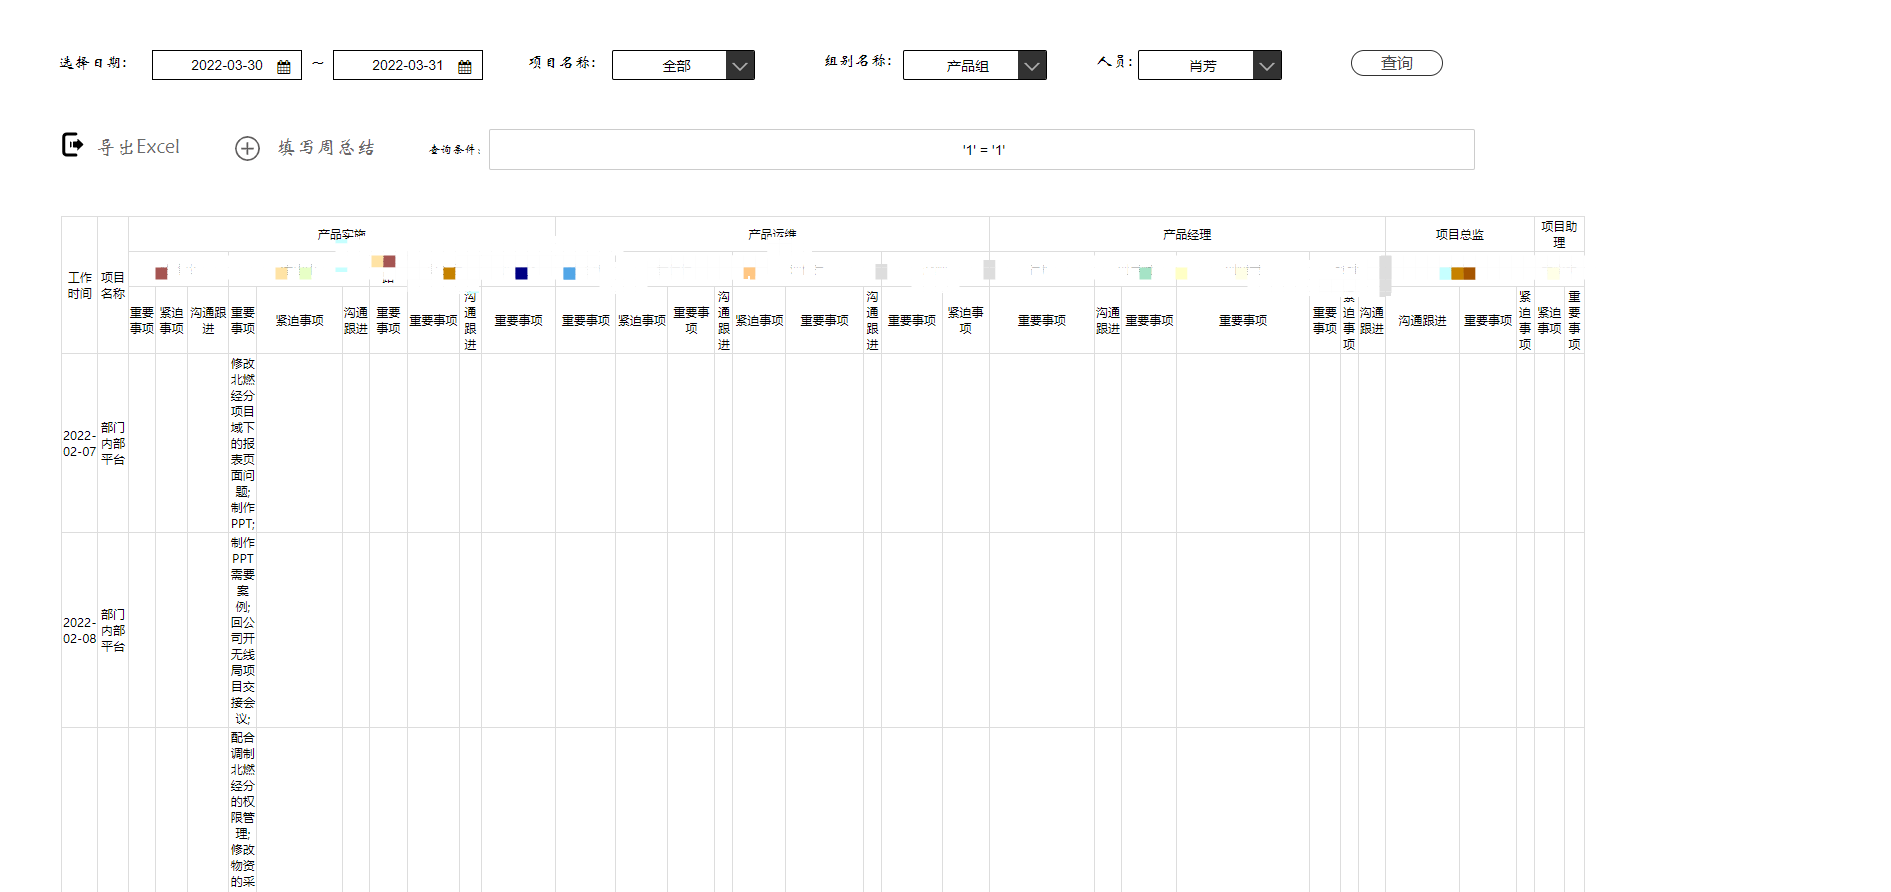 选择日期: 2022-03-30 ~ 2022-03-31 项目名称: 全部 组别名称: 产品组 人员: 肖芳 查询
导出Excel 填写周总结 查询条件: '1' = '1'
产品实施 产品运维 产品经理 项目总监 项目助理
工作时间 项目名称
重要事项 紧迫事项 沟通跟进 重要事项 紧迫事项 沟通跟进 重要事项 重要事项 沟通跟进 重要事项 重要事项 紧迫事项 重要事项 沟通跟进 紧迫事项 重要事项 沟通跟进 重要事项 紧迫事项 重要事项 沟通跟进 重要事项 重要事项 重要事项 紧迫事项 沟通跟进 沟通跟进 重要事项 紧迫事项 紧迫事项 重要事项
2022-02-07 部门内部平台 修改北燃经分项目域下的报表页面问题; 制作PPT;
2022-02-08 部门内部平台 制作PPT需要案例; 回公司开无线局项目交接会议;
配合调制北燃经分的权限管理; 修改物资的采